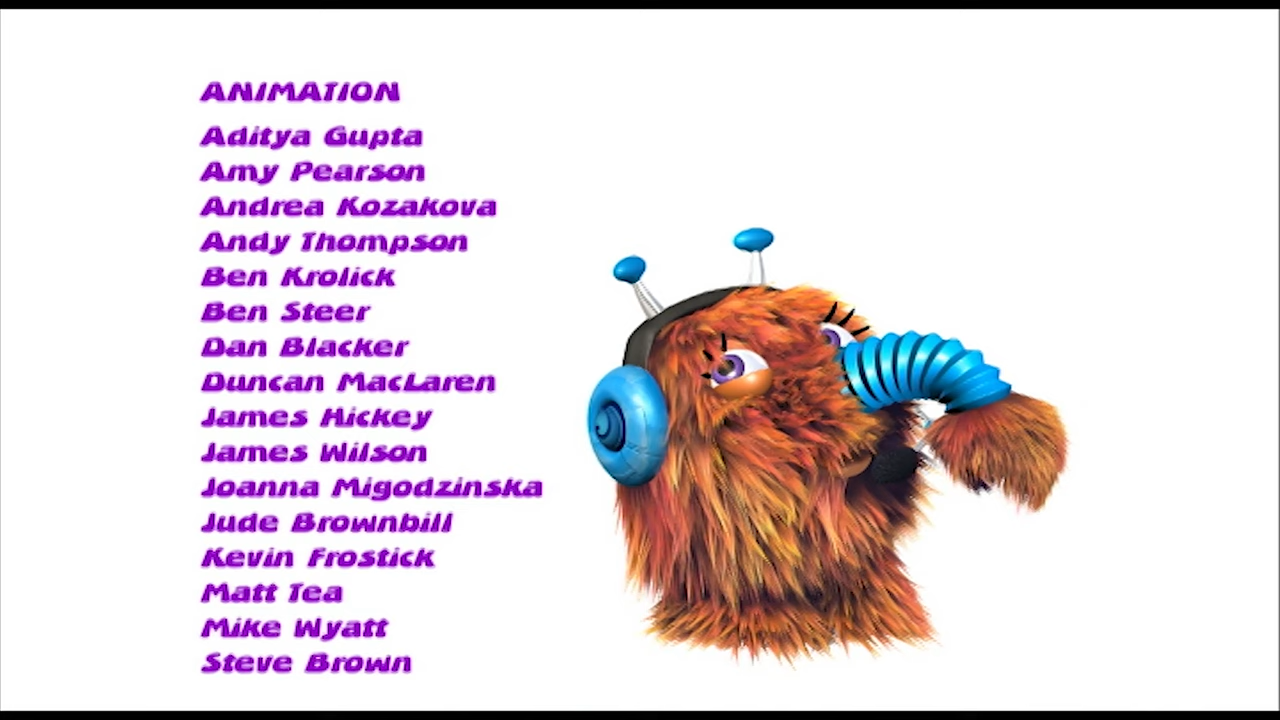 ANIMATION
Aditya Gupta
Amy Pearson
Andrea Kozakova
Andy Thompson
Ben Krolick
Ben Steer
Dan Blacker
Duncan MacLaren
James Hickey
James Wilson
Joanna Migodzinska
Jude Brownbill
Kevin Frostick
Matt Tea
Mike Wyatt
Steve Brown